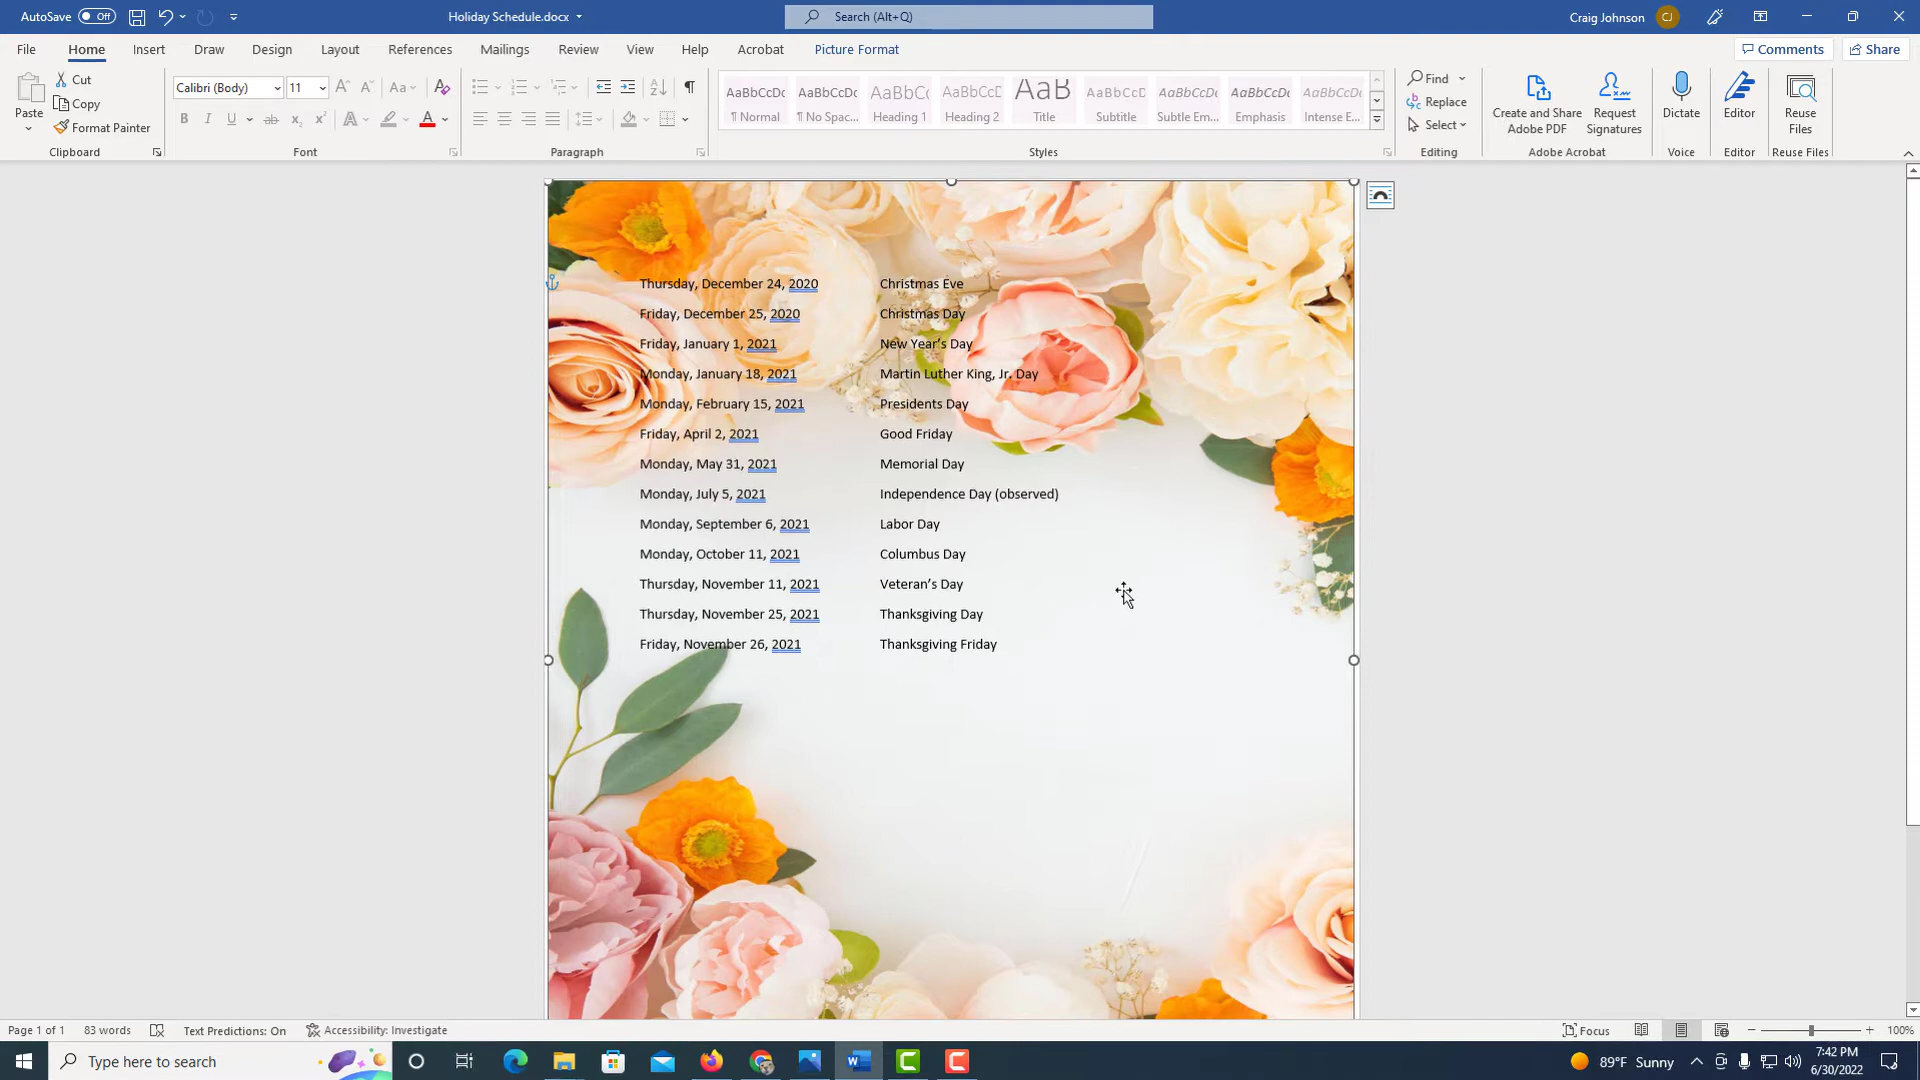 AutoSave Off Holiday Schedule.docx Search (Alt+Q) Craig Johnson CJ
File Home Insert Draw Design Layout References Mailings Review View Help Acrobat Picture Format Comments Share
Paste Cut Copy Format Painter Clipboard
Calibri (Body) 11 Font
Paragraph
AaBbCcDc AaBbCcDc AaBbCc AaBbCcD AaB AaBbCcD AaBbCcDc AaBbCcDc AaBbCcDc
¶ Normal ¶ No Spac... Heading 1 Heading 2 Title Subtitle Subtle Em... Emphasis Intense E...
Styles
Find Replace Select Editing
Create and Share Adobe PDF Request Signatures Adobe Acrobat
Dictate Voice
Editor Editor
Reuse Files Reuse Files
Thursday, December 24, 2020 Christmas Eve
Friday, December 25, 2020 Christmas Day
Friday, January 1, 2021 New Year’s Day
Monday, January 18, 2021 Martin Luther King, Jr. Day
Monday, February 15, 2021 Presidents Day
Friday, April 2, 2021 Good Friday
Monday, May 31, 2021 Memorial Day
Monday, July 5, 2021 Independence Day (observed)
Monday, September 6, 2021 Labor Day
Monday, October 11, 2021 Columbus Day
Thursday, November 11, 2021 Veteran’s Day
Thursday, November 25, 2021 Thanksgiving Day
Friday, November 26, 2021 Thanksgiving Friday
Page 1 of 1 83 words Text Predictions: On Accessibility: Investigate Focus 100%
Type here to search 89°F Sunny 7:42 PM
6/30/2022